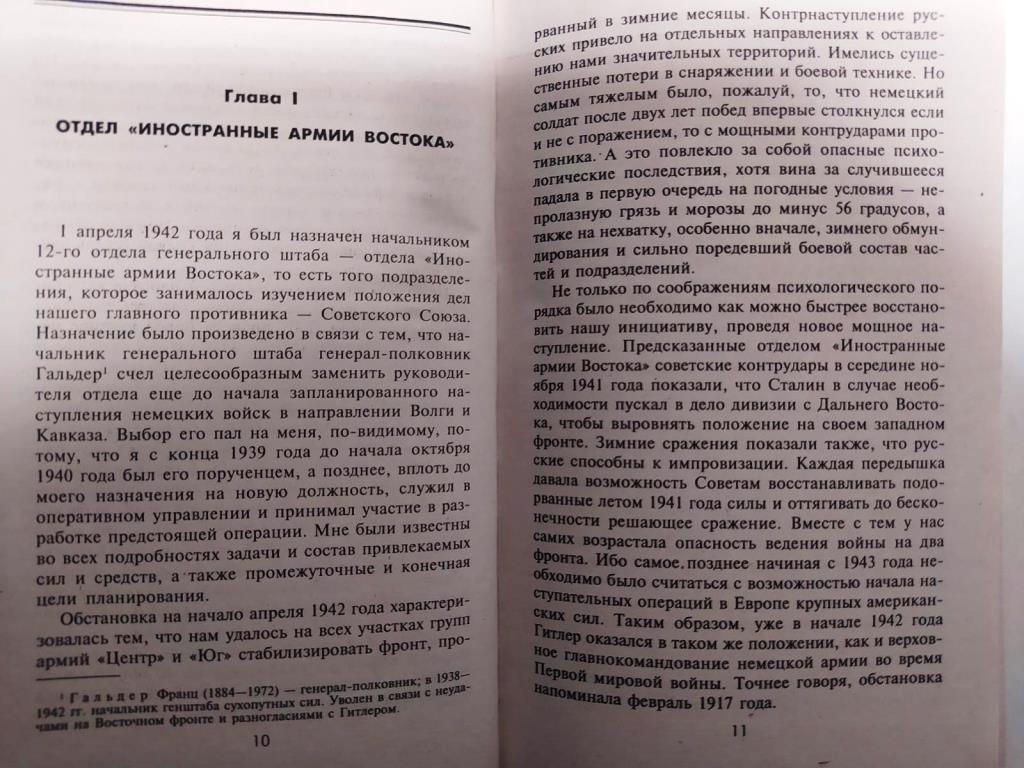 Глава I
ОТДЕЛ «ИНОСТРАННЫЕ АРМИИ ВОСТОКА»
1 апреля 1942 года я был назначен начальником
12-го отдела генерального штаба — отдела «Ино-
странные армии Востока», то есть того подразделе-
ния, которое занималось изучением положения дел
нашего главного противника — Советского Союза.
Назначение было произведено в связи с тем, что на-
чальник генерального штаба генерал-полковник
Гальдер¹ счел целесообразным заменить руководи-
теля отдела еще до начала запланированного на-
ступления немецких войск в направлении Волги и
Кавказа. Выбор его пал на меня, по-видимому, по-
тому, что я с конца 1939 года до начала октября
1940 года был его порученцем, а позднее, вплоть до
моего назначения на новую должность, служил в
оперативном управлении и принимал участие в раз-
работке предстоящей операции. Мне были известны
во всех подробностях задачи и состав привлекаемых
сил и средств, а также промежуточные и конечная
цели планирования.
Обстановка на начало апреля 1942 года характери-
зовалась тем, что нам удалось на всех участках групп
армий «Центр» и «Юг» стабилизировать фронт, про-
¹ Гальдер Франц (1884—1972) — генерал-полковник; в 1938—
1942 гг. начальник генштаба сухопутных сил. Уволен в связи с неуда-
чами на Восточном фронте и разногласиями с Гитлером.
10
рванный в зимние месяцы. Контрнаступление рус-
ских привело на отдельных направлениях к оставле-
нию нами значительных территорий. Имелись суще-
ственные потери в снаряжении и боевой технике. Но
самым тяжелым было, пожалуй, то, что немецкий
солдат после двух лет побед впервые столкнулся если
и не с поражением, то с мощными контрударами про-
тивника. А это повлекло за собой опасные психо-
логические последствия, хотя вина за случившееся
падала в первую очередь на погодные условия — не-
пролазную грязь и морозы до минус 56 градусов, а
также на нехватку, особенно вначале, зимнего обмун-
дирования и сильно поредевший боевой состав час-
тей и подразделений.
Не только по соображениям психологического по-
рядка было необходимо как можно быстрее восстано-
вить нашу инициативу, проведя новое мощное на-
ступление. Предсказанные отделом «Иностранные
армии Востока» советские контрудары в середине но-
ября 1941 года показали, что Сталин в случае необ-
ходимости пускал в дело дивизии с Дальнего Восто-
ка, чтобы выровнять положение на своем западном
фронте. Зимние сражения показали также, что рус-
ские способны к импровизации. Каждая передышка
давала возможность Советам восстанавливать подо-
рванные летом 1941 года силы и оттягивать до беско-
нечности решающее сражение. Вместе с тем у нас
самих возрастала опасность ведения войны на два
фронта. Ибо самое позднее начиная с 1943 года не-
обходимо было считаться с возможностью начала на-
ступательных операций в Европе крупных американ-
ских сил. Таким образом, уже в начале 1942 года
Гитлер оказался в таком же положении, как и верхов-
ное главнокомандование немецкой армии во время
Первой мировой войны. Точнее говоря, обстановка
напоминала февраль 1917 года.
11